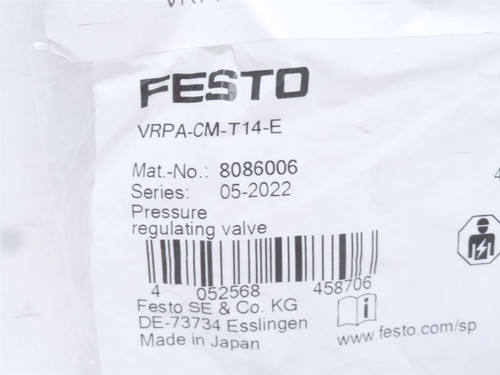 FESTO
VRPA-CM-T14-E
Mat.-No.: 8086006
Series: 05-2022
Pressure
regulating valve
4 052568 458706
Festo SE & Co. KG
DE-73734 Esslingen
Made in Japan
www.festo.com/sp